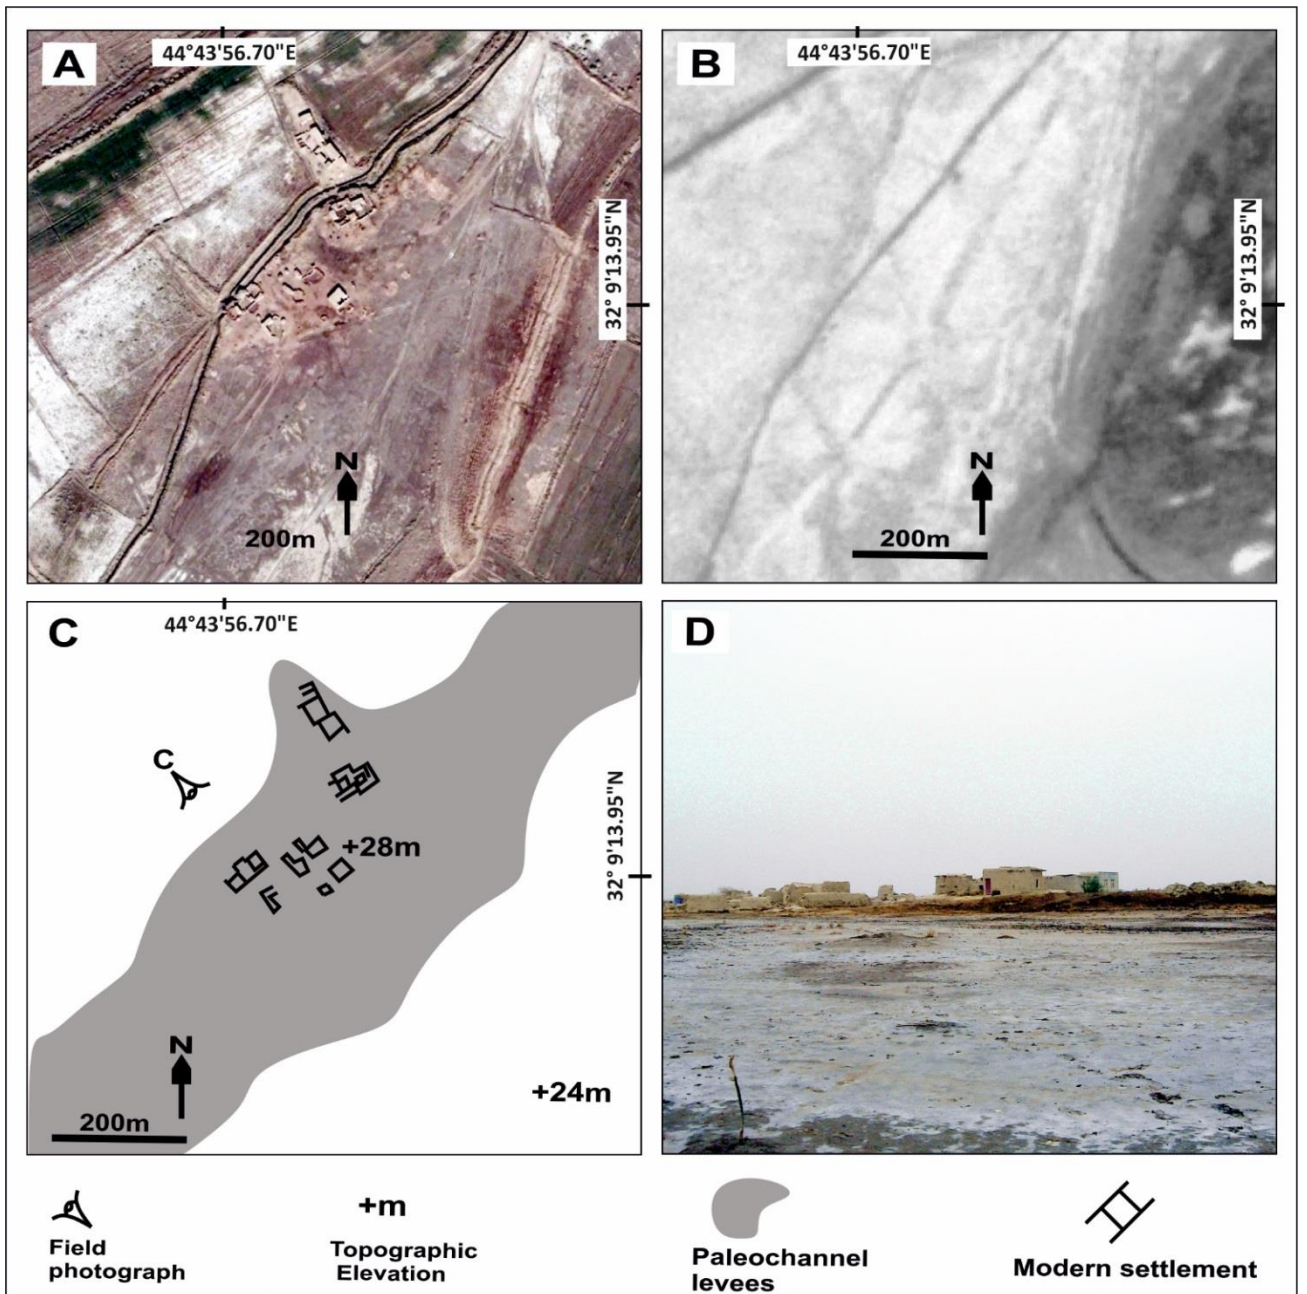 A
44°43'56.70"E
32° 9'13.95"N
N
200m
B
44°43'56.70"E
32° 9'13.95"N
N
200m
C
44°43'56.70"E
C
32° 9'13.95"N
+28m
N
200m
+24m
D
Field
photograph
+m
Topographic
Elevation
Paleochannel
levees
Modern settlement